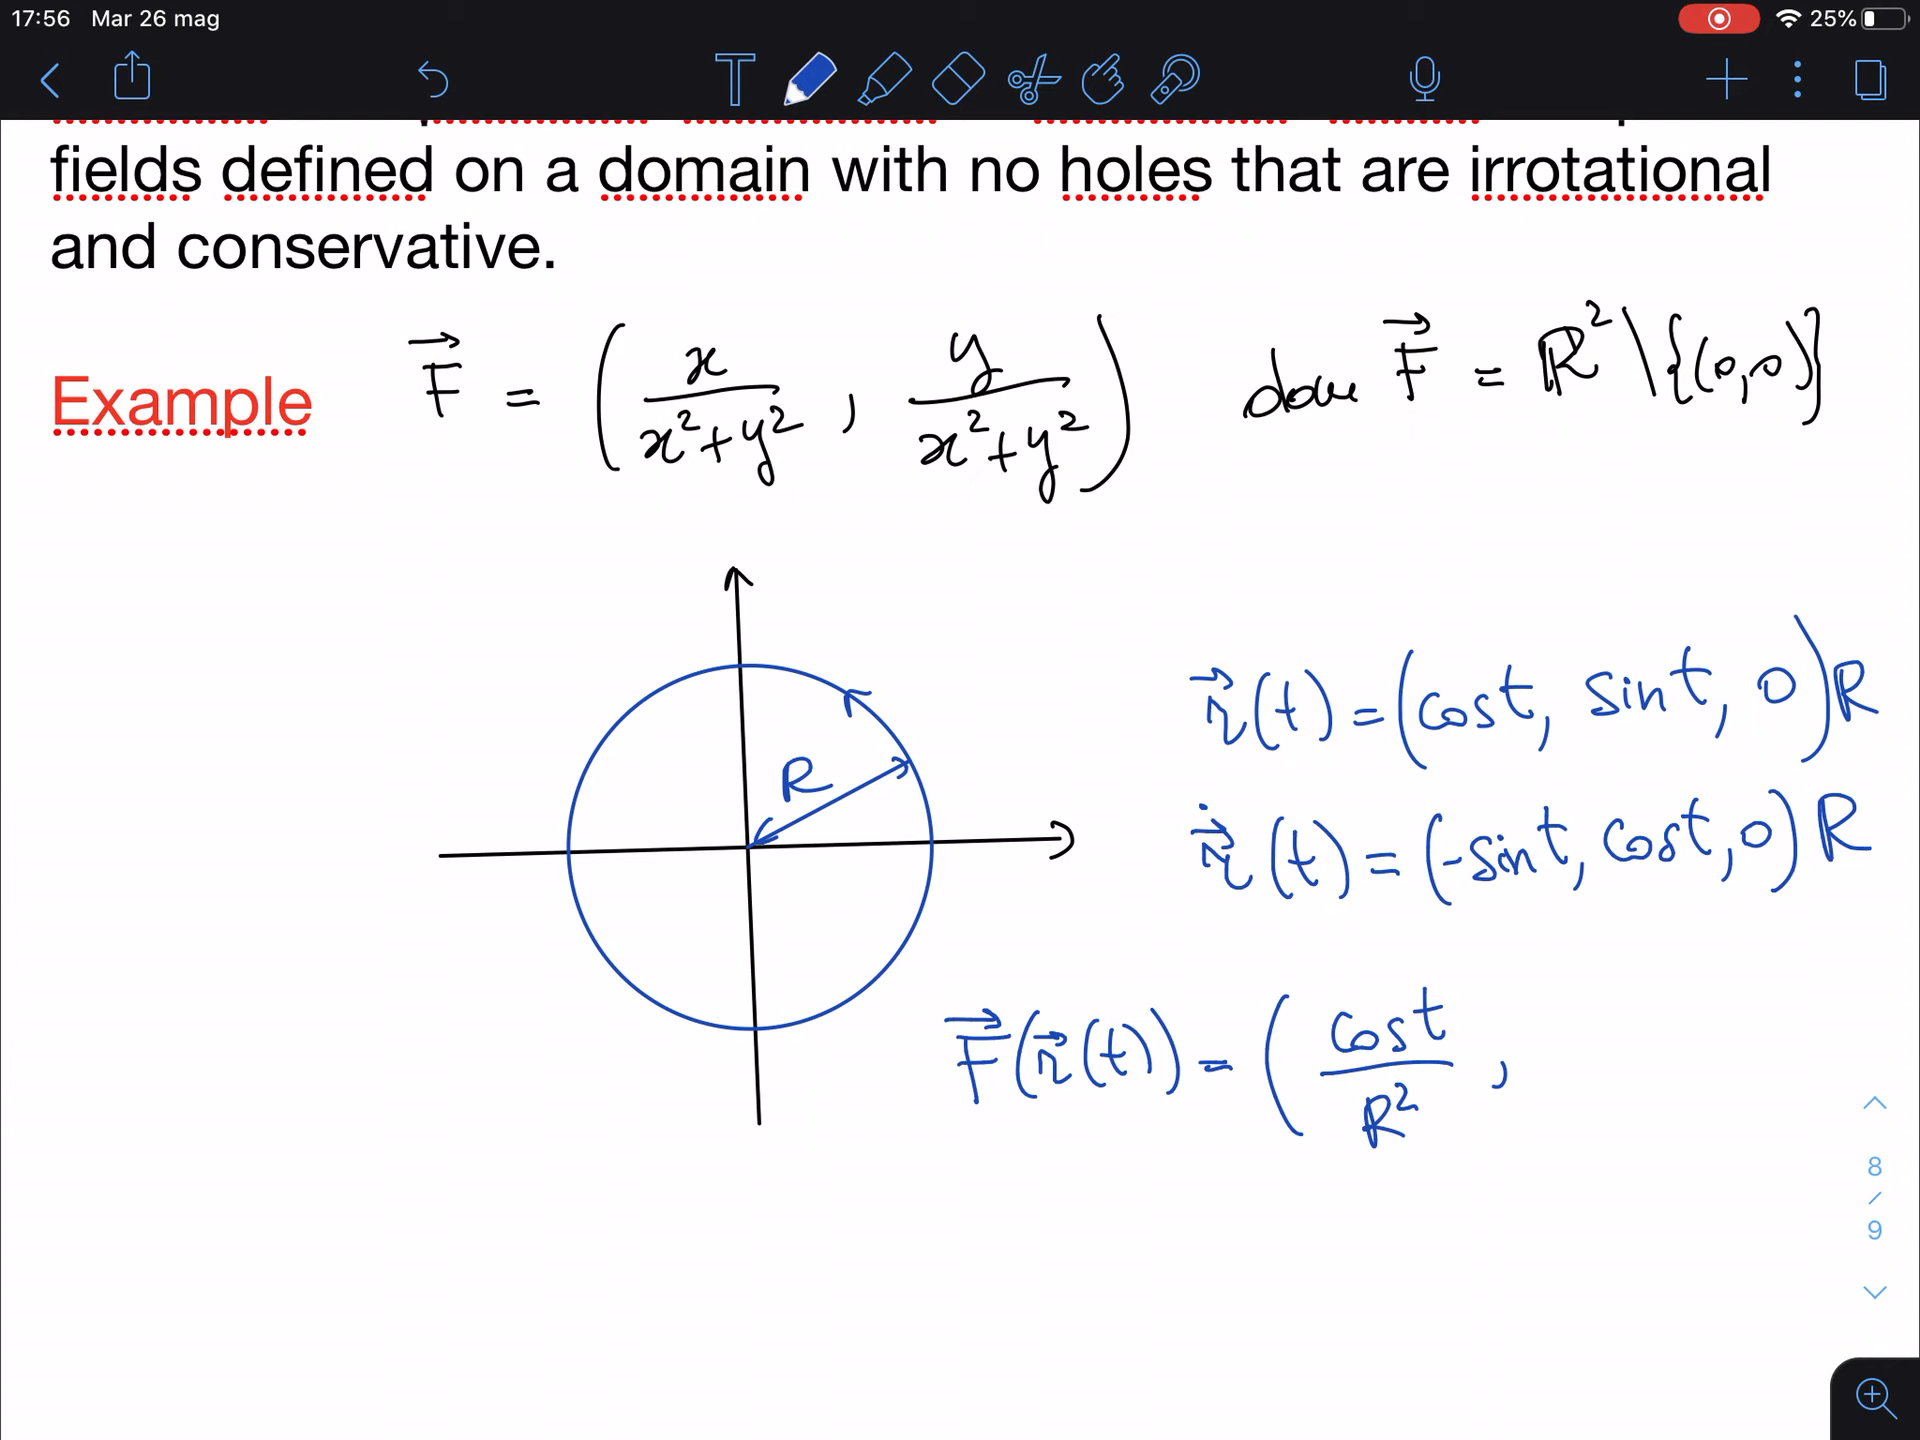 17:56 Mar 26 mag 25%
T
fields defined on a domain with no holes that are irrotational
and conservative.
Example F⃗ = (x/(x²+y²), y/(x²+y²)) dom F⃗ = R² \ {(0,0)}
r⃗(t) = (cost, sint, 0)R
R
ṙ⃗(t) = (-sint, cost, 0)R
F⃗(r⃗(t)) = (cost/R²,
8
/
9